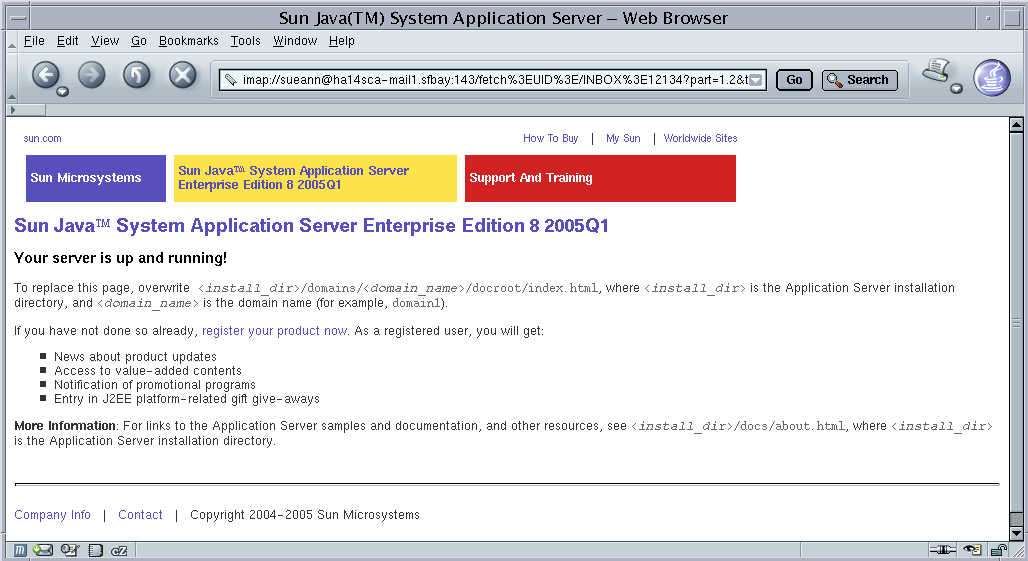 Sun Java(TM) System Application Server – Web Browser
File Edit View Go Bookmarks Tools Window Help
imap://sueann@ha14sca-mail1.sfbay:143/fetch%3EUID%3E/INBOX%3E12134?part=1.2&t
Go
Search
sun.com
How To Buy | My Sun | Worldwide Sites
Sun Microsystems
Sun Java™ System Application Server
Enterprise Edition 8 2005Q1
Support And Training
Sun Java™ System Application Server Enterprise Edition 8 2005Q1
Your server is up and running!
To replace this page, overwrite <install_dir>/domains/<domain_name>/docroot/index.html, where <install_dir> is the Application Server installation
directory, and <domain_name> is the domain name (for example, domain1).
If you have not done so already, register your product now. As a registered user, you will get:
News about product updates
Access to value-added contents
Notification of promotional programs
Entry in J2EE platform-related gift give-aways
More Information: For links to the Application Server samples and documentation, and other resources, see <install_dir>/docs/about.html, where <install_dir>
is the Application Server installation directory.
Company Info | Contact | Copyright 2004-2005 Sun Microsystems